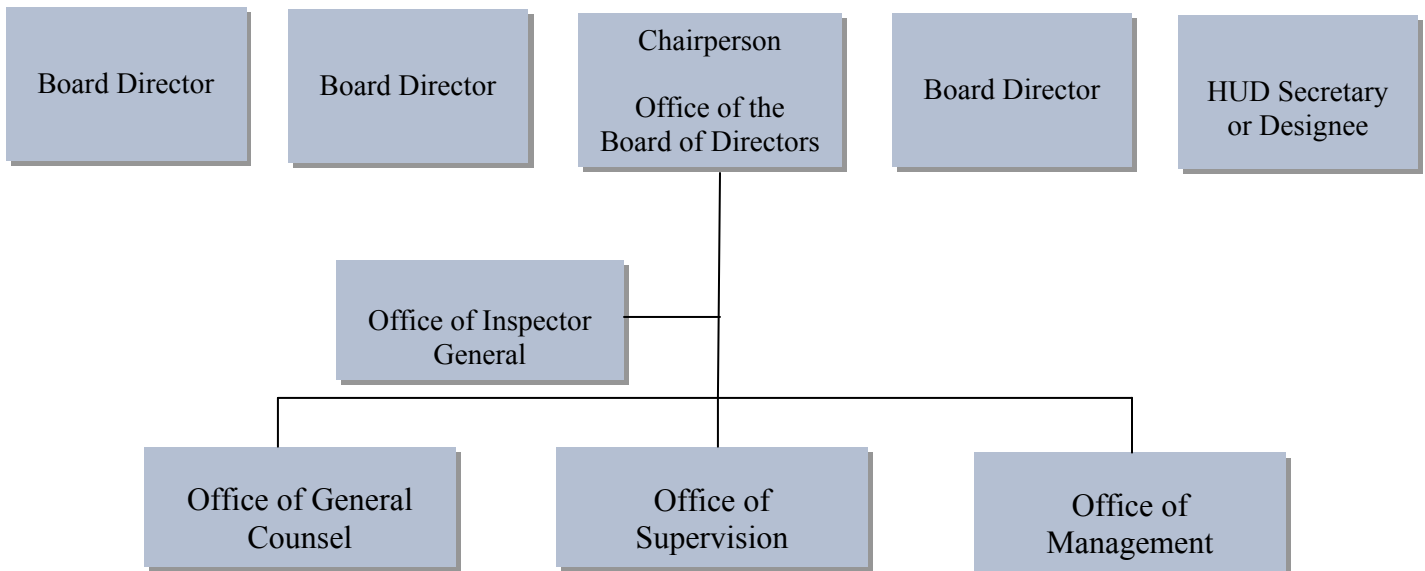 Board Director
Board Director
Chairperson
Office of the
Board of Directors
Board Director
HUD Secretary
or Designee
Office of Inspector
General
Office of General
Counsel
Office of
Supervision
Office of
Management